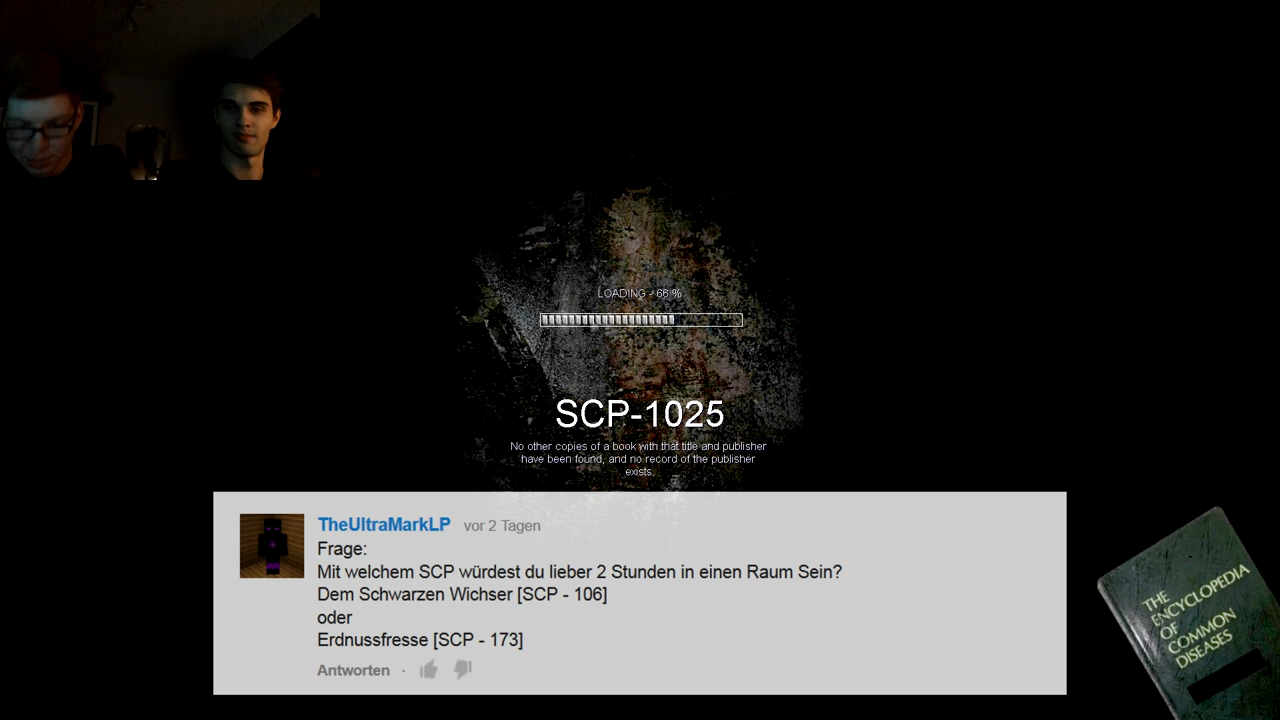 LOADING - 66 %
SCP-1025
No other copies of a book with that title and publisher
have been found, and no record of the publisher
exists.
TheUltraMarkLP vor 2 Tagen
Frage:
Mit welchem SCP würdest du lieber 2 Stunden in einen Raum Sein?
Dem Schwarzen Wichser [SCP - 106]
oder
Erdnussfresse [SCP - 173]
Antworten ·
THE
ENCYCLOPEDIA
OF
COMMON
DISEASES